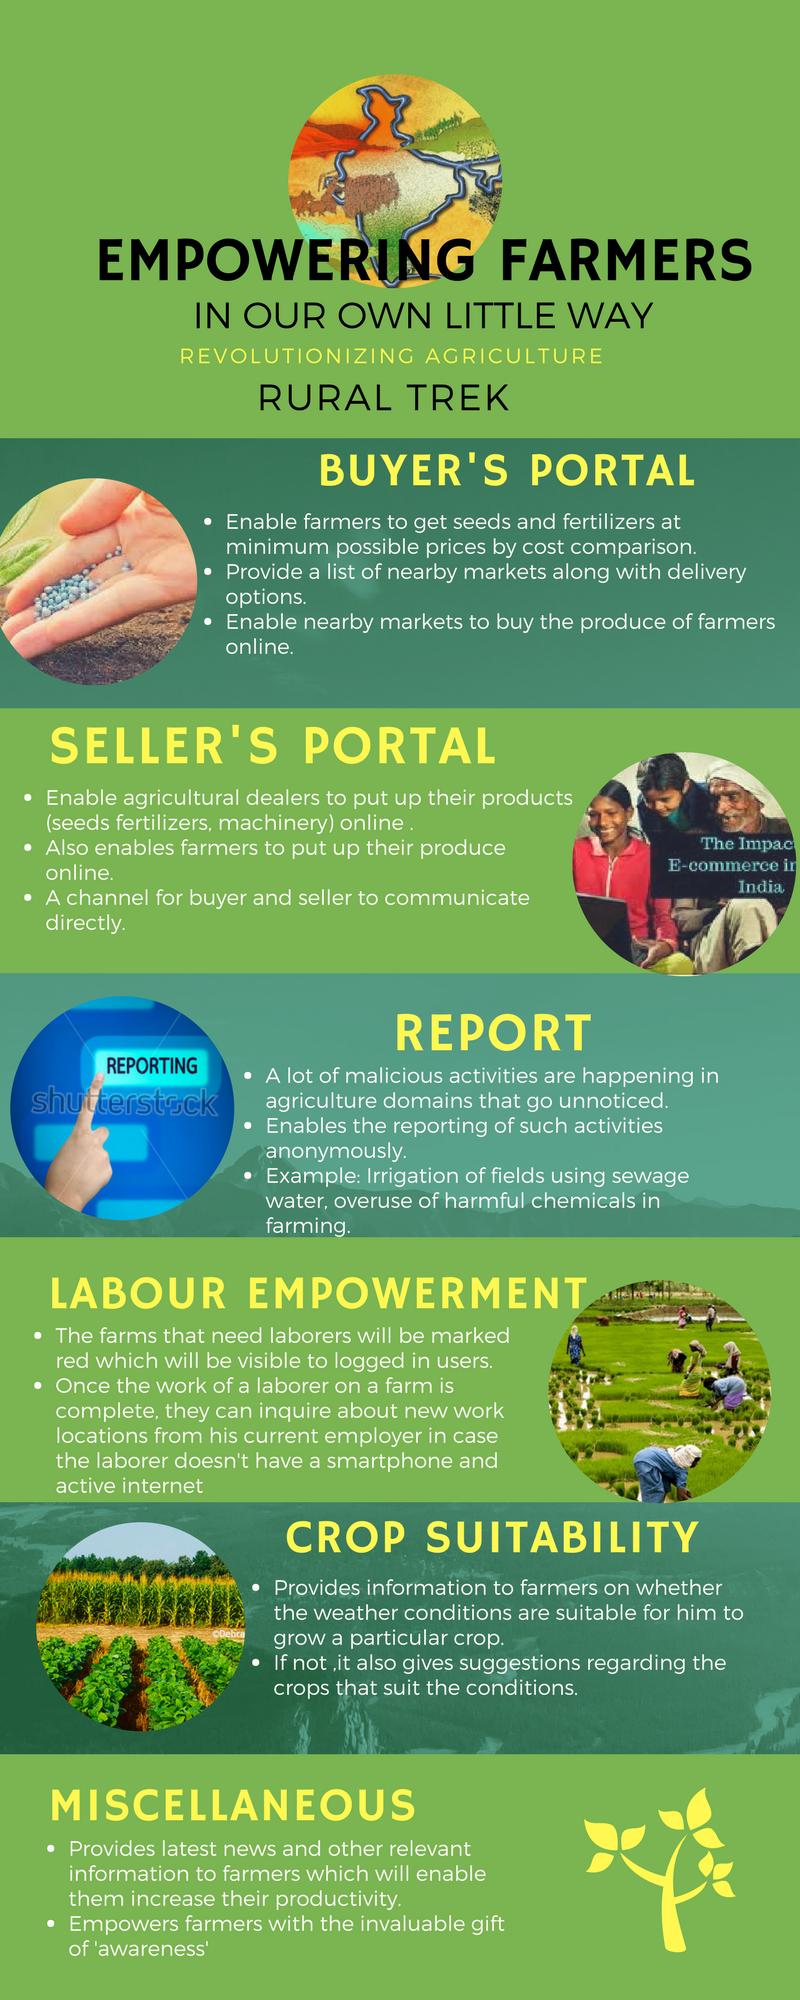 EMPOWERING FARMERS
IN OUR OWN LITTLE WAY
REVOLUTIONIZING AGRICULTURE
RURAL TREK
BUYER'S PORTAL
• Enable farmers to get seeds and fertilizers at
minimum possible prices by cost comparison.
• Provide a list of nearby markets along with delivery
options.
• Enable nearby markets to buy the produce of farmers
online.
SELLER'S PORTAL
• Enable agricultural dealers to put up their products
(seeds fertilizers, machinery) online .
• Also enables farmers to put up their produce
online.
• A channel for buyer and seller to communicate
directly.
The Impac
E-commerce in
India
REPORT
REPORTING
shutterstock
• A lot of malicious activities are happening in
agriculture domains that go unnoticed.
• Enables the reporting of such activities
anonymously.
• Example: Irrigation of fields using sewage
water, overuse of harmful chemicals in
farming.
LABOUR EMPOWERMENT
• The farms that need laborers will be marked
red which will be visible to logged in users.
• Once the work of a laborer on a farm is
complete, they can inquire about new work
locations from his current employer in case
the laborer doesn't have a smartphone and
active internet
CROP SUITABILITY
©Debra
• Provides information to farmers on whether
the weather conditions are suitable for him to
grow a particular crop.
• If not ,it also gives suggestions regarding the
crops that suit the conditions.
MISCELLANEOUS
• Provides latest news and other relevant
information to farmers which will enable
them increase their productivity.
• Empowers farmers with the invaluable gift
of 'awareness'